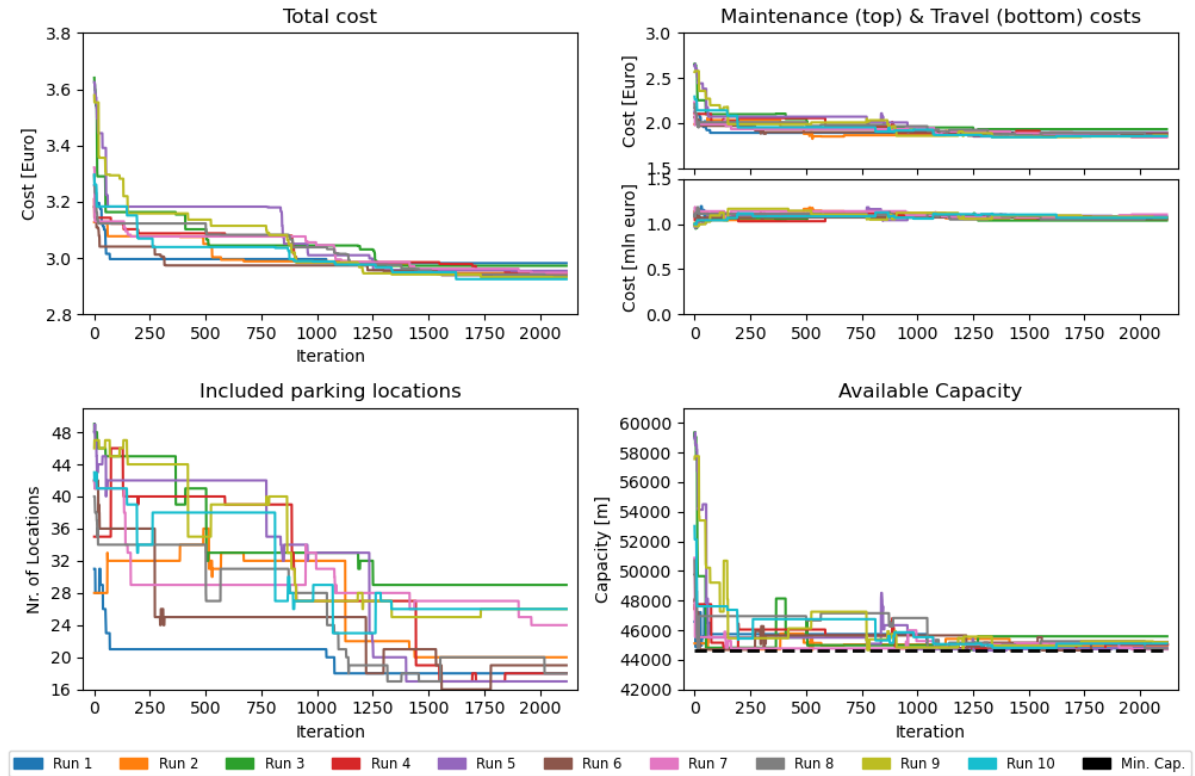 Total cost
Cost [Euro]
3.8
3.6
3.4
3.2
3.0
2.8
0 250 500 750 1000 1250 1500 1750 2000
Iteration
Maintenance (top) & Travel (bottom) costs
Cost [Euro]
3.0
2.5
2.0
1.5
Cost [mln euro]
1.5
1.0
0.5
0.0
0 250 500 750 1000 1250 1500 1750 2000
Included parking locations
Nr. of Locations
48
44
40
36
32
28
24
20
16
0 250 500 750 1000 1250 1500 1750 2000
Iteration
Available Capacity
Capacity [m]
60000
58000
56000
54000
52000
50000
48000
46000
44000
42000
0 250 500 750 1000 1250 1500 1750 2000
Iteration
Run 1 Run 2 Run 3 Run 4 Run 5 Run 6 Run 7 Run 8 Run 9 Run 10 Min. Cap.